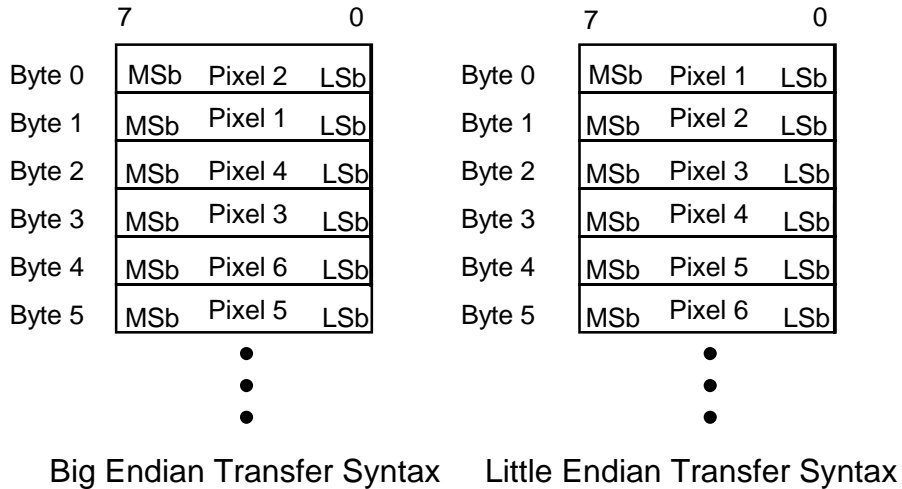 7 0 7 0
Byte 0 MSb Pixel 2 LSb Byte 0 MSb Pixel 1 LSb
Byte 1 MSb Pixel 1 LSb Byte 1 MSb Pixel 2 LSb
Byte 2 MSb Pixel 4 LSb Byte 2 MSb Pixel 3 LSb
Byte 3 MSb Pixel 3 LSb Byte 3 MSb Pixel 4 LSb
Byte 4 MSb Pixel 6 LSb Byte 4 MSb Pixel 5 LSb
Byte 5 MSb Pixel 5 LSb Byte 5 MSb Pixel 6 LSb
Big Endian Transfer Syntax Little Endian Transfer Syntax